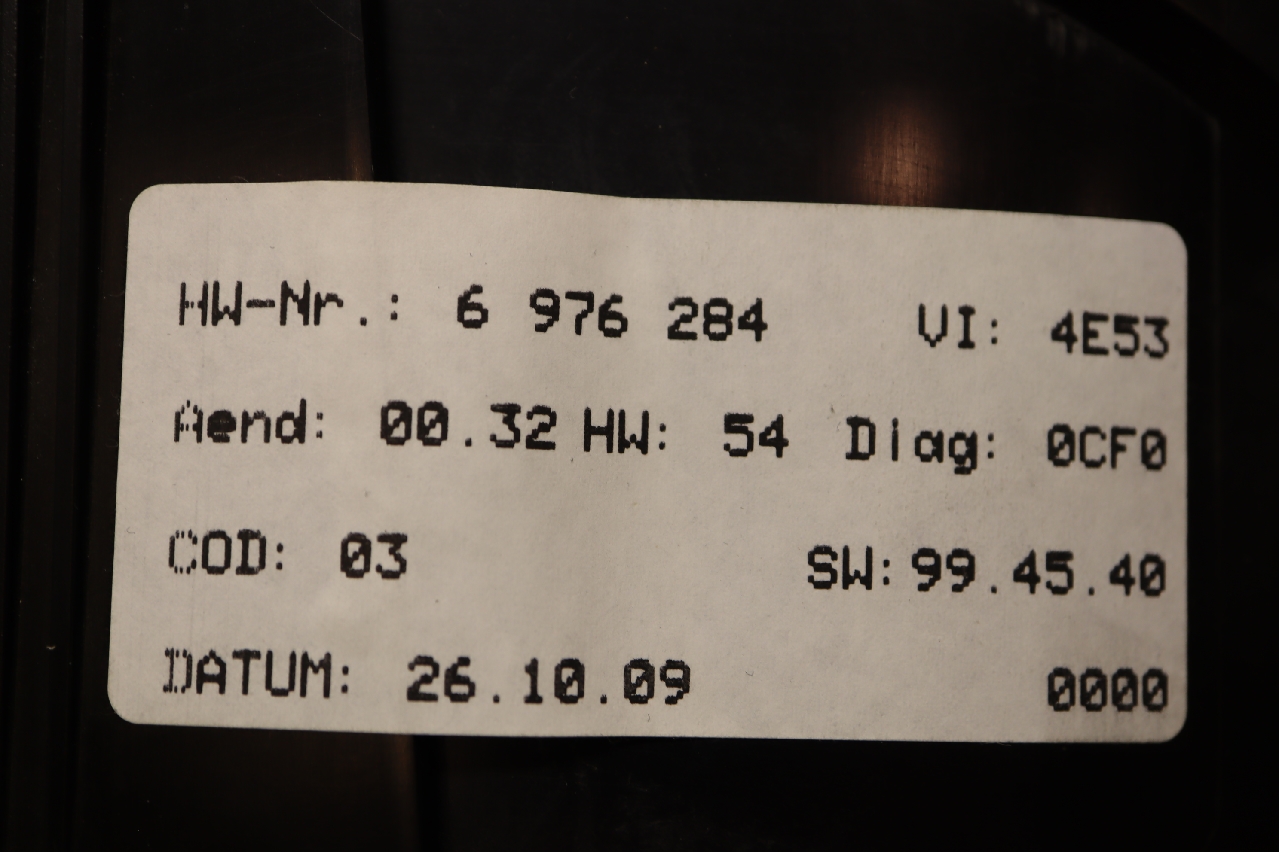 HW-Nr.: 6 976 284 VI: 4E53
Aend: 00.32 HW: 54 Diag: 0CF0
COD: 03 SW: 99.45.40
DATUM: 26.10.09 0000